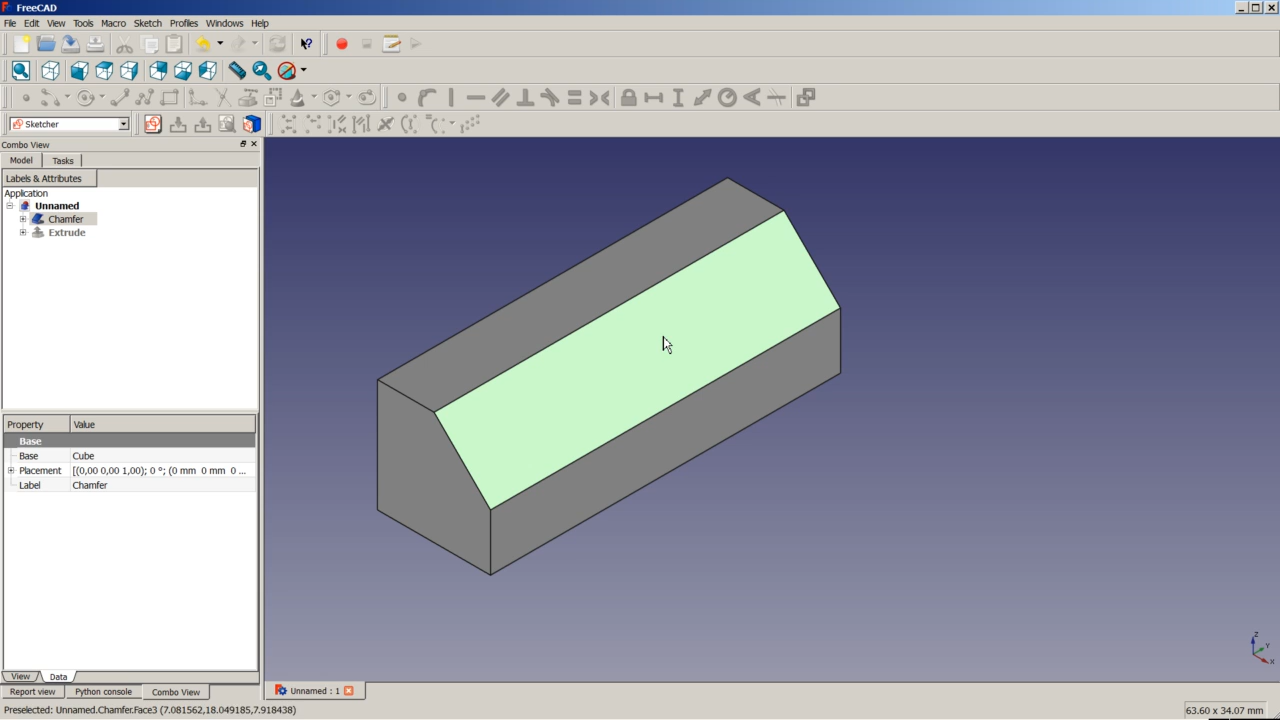 FreeCAD
File Edit View Tools Macro Sketch Profiles Windows Help
Sketcher
Combo View
Model Tasks
Labels & Attributes
Application
Unnamed
Chamfer
Extrude
Property Value
Base
Base Cube
Placement [(0,00 0,00 1,00); 0 °; (0 mm 0 mm 0 ...
Label Chamfer
View Data
Report view Python console Combo View
Unnamed : 1
Z
Y
X
Preselected: Unnamed.Chamfer.Face3 (7.081562,18.049185,7.918438)
63.60 x 34.07 mm